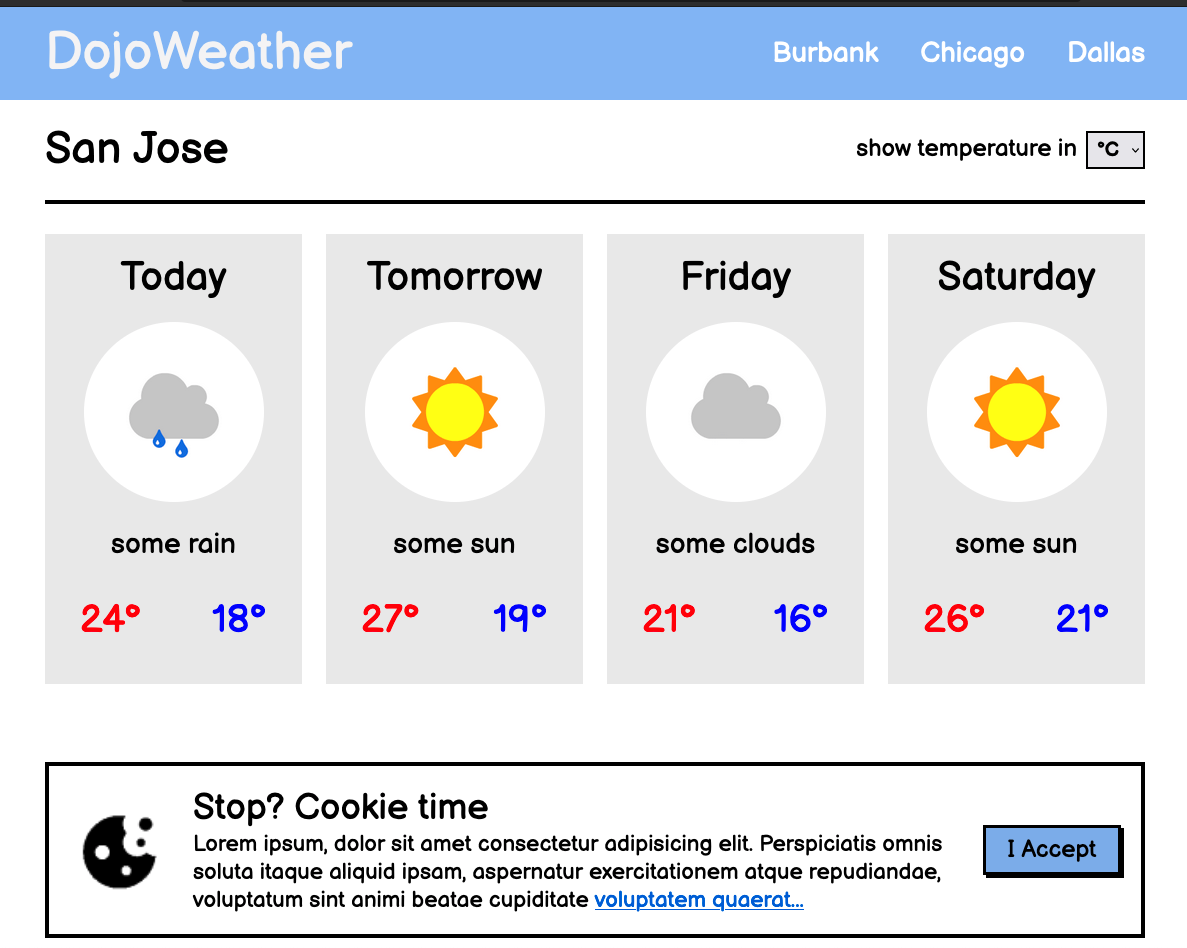 DojoWeather
Burbank Chicago Dallas
San Jose
show temperature in °C
Today
some rain
24° 18°
Tomorrow
some sun
27° 19°
Friday
some clouds
21° 16°
Saturday
some sun
26° 21°
Stop? Cookie time
Lorem ipsum, dolor sit amet consectetur adipisicing elit. Perspiciatis omnis
soluta itaque aliquid ipsam, aspernatur exercitationem atque repudiandae,
voluptatum sint animi beatae cupiditate voluptatem quaerat...
I Accept